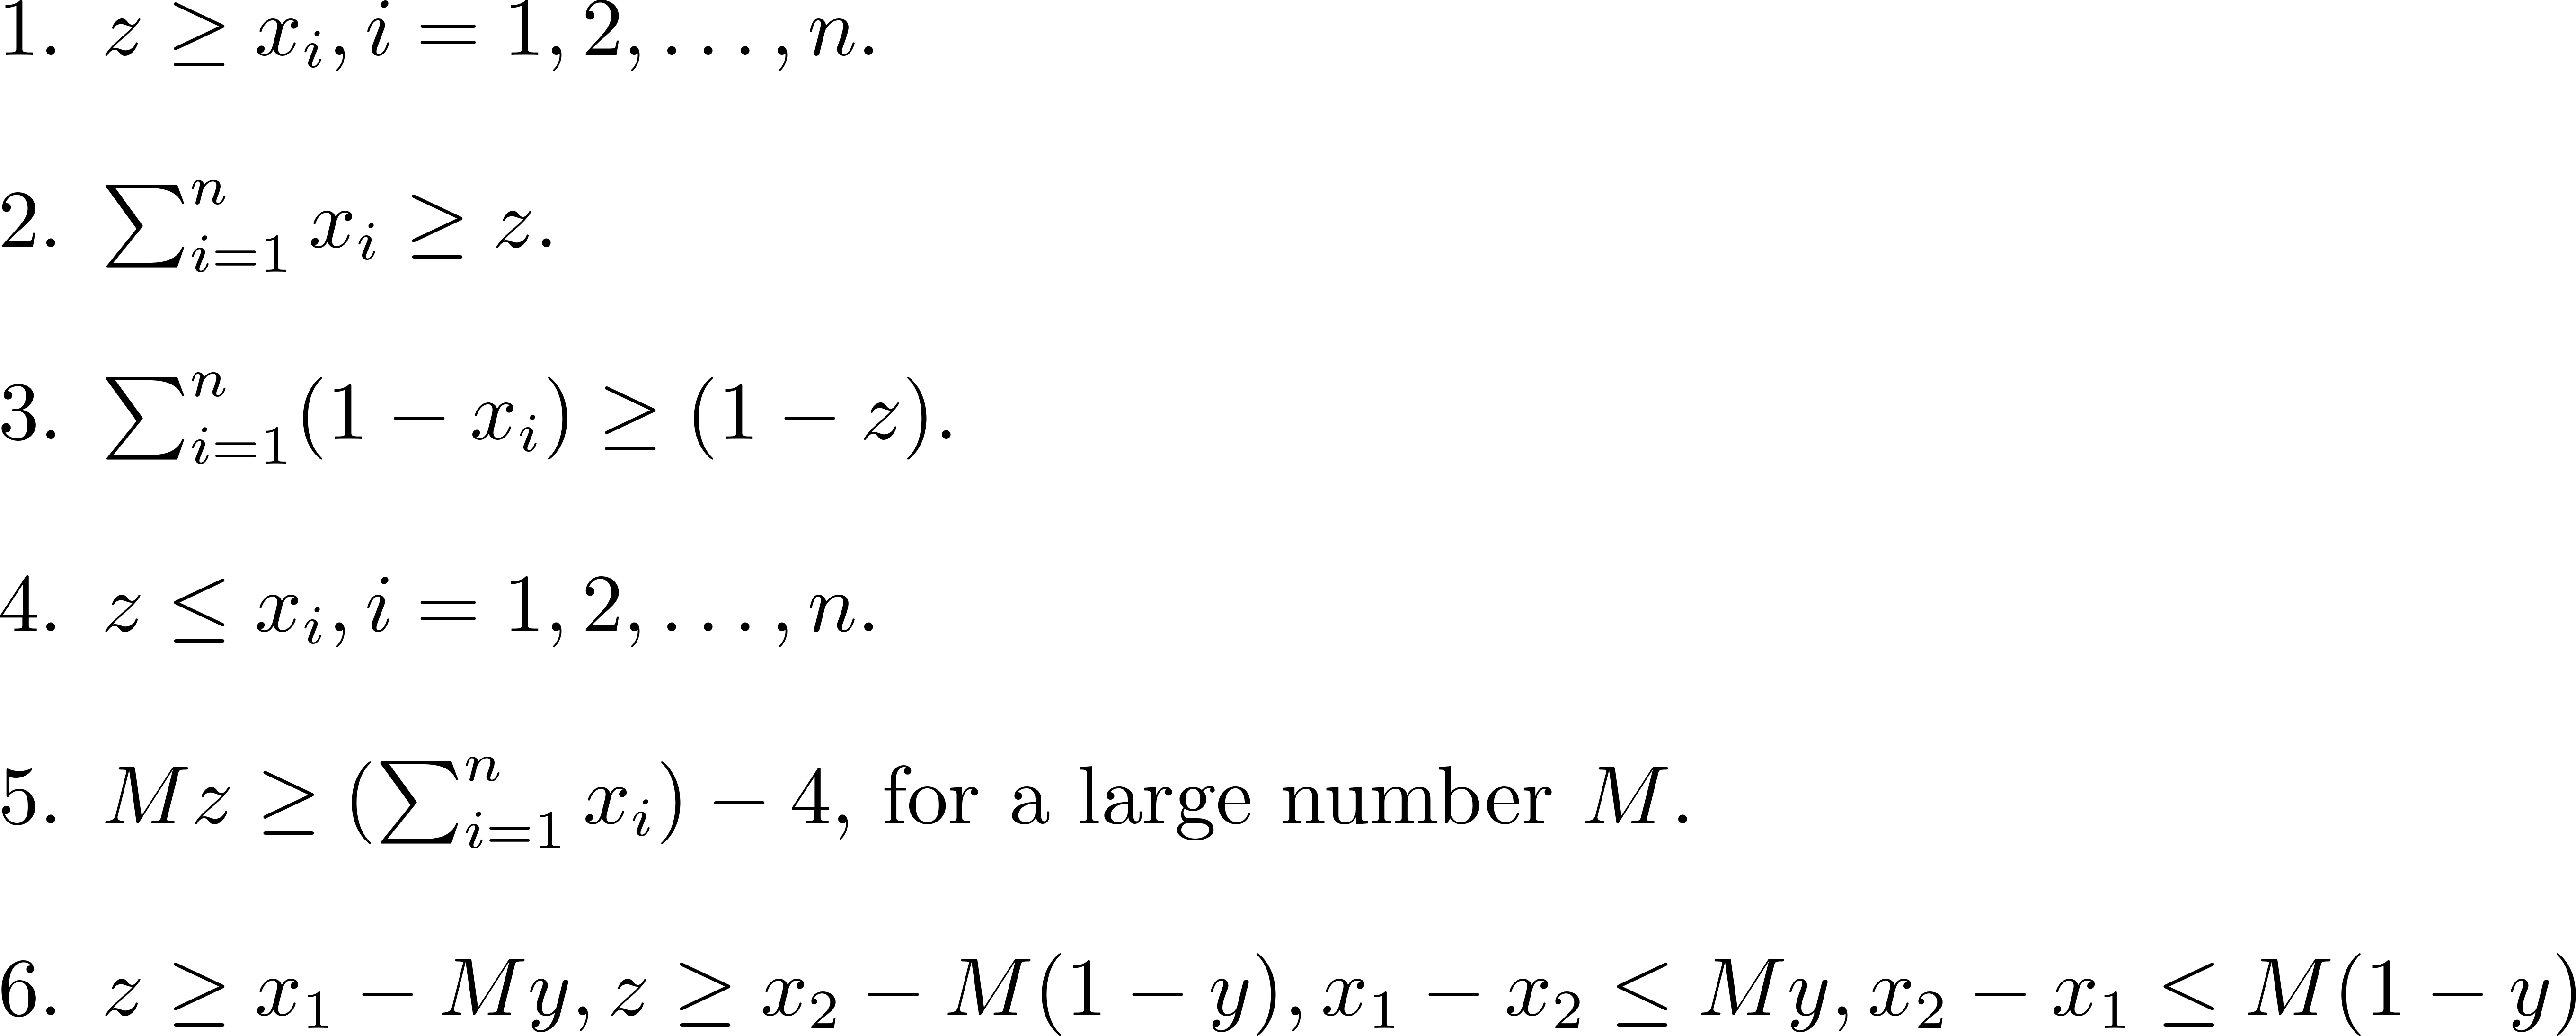 1. z ≥ x_i, i = 1, 2, . . . , n.
2. ∑_{i=1}^{n} x_i ≥ z.
3. ∑_{i=1}^{n} (1 − x_i) ≥ (1 − z).
4. z ≤ x_i, i = 1, 2, . . . , n.
5. Mz ≥ (∑_{i=1}^{n} x_i) − 4, for a large number M.
6. z ≥ x_1 − My, z ≥ x_2 − M(1 − y), x_1 − x_2 ≤ My, x_2 − x_1 ≤ M(1 − y)